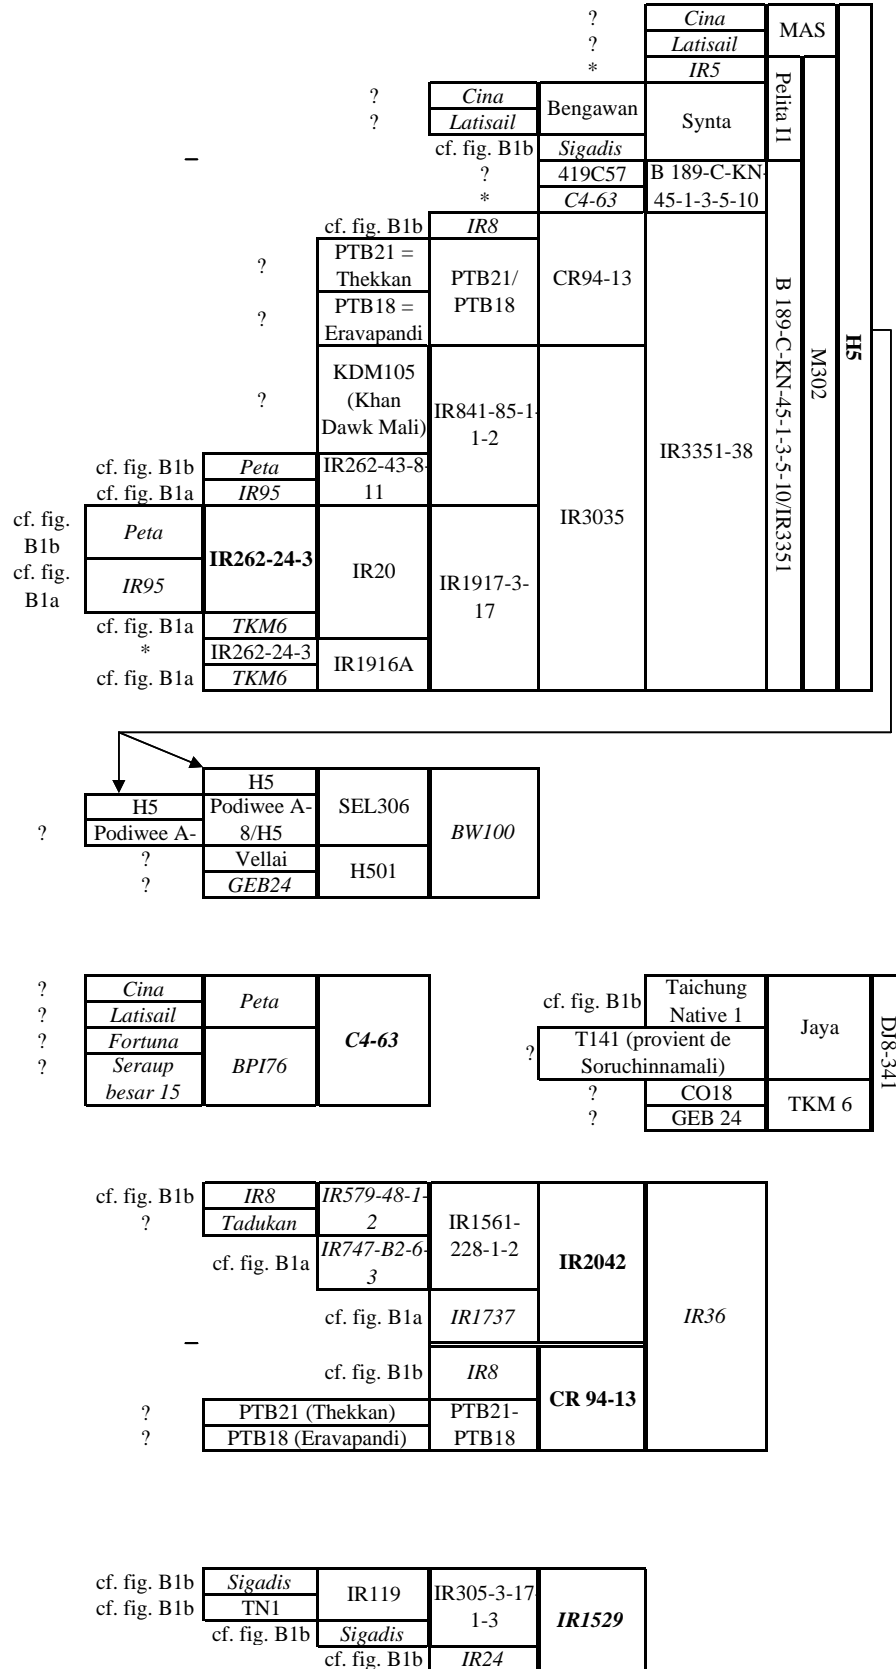 ? Cina MAS
? Latisail
* IR5 Pelita I1
? Cina Bengawan Synta
? Latisail
cf. fig. B1b Sigadis
? 419C57 B 189-C-KN-
* C4-63 45-1-3-5-10
cf. fig. B1b IR8
? PTB21 =
Thekkan PTB21/ CR94-13
? PTB18 = PTB18
Eravapandi
B 189-C-KN-45-1-3-5-10/IR3351
M302
H5
? KDM105
(Khan IR841-85-1-
Dawk Mali) 1-2
IR3351-38
cf. fig. B1b Peta IR262-43-8-
cf. fig. B1a IR95 11
IR3035
cf. fig.
B1b Peta
cf. fig. IR262-24-3 IR20
B1a IR95
IR1917-3-
17
cf. fig. B1a TKM6
* IR262-24-3 IR1916A
cf. fig. B1a TKM6
H5
H5 Podiwee A- SEL306
? Podiwee A- 8/H5 BW100
? Vellai H501
? GEB24
? Cina Peta
? Latisail
C4-63
? Fortuna
? Seraup BPI76
besar 15
cf. fig. B1b Taichung
Native 1 Jaya
? T141 (provient de
Soruchinnamali)
? CO18 TKM 6
? GEB 24
DJ8-341
cf. fig. B1b IR8 IR579-48-1-
? Tadukan 2 IR1561-
cf. fig. B1a IR747-B2-6- 228-1-2
3
IR2042
cf. fig. B1a IR1737
IR36
cf. fig. B1b IR8
CR 94-13
? PTB21 (Thekkan) PTB21-
? PTB18 (Eravapandi) PTB18
cf. fig. B1b Sigadis IR119 IR305-3-17-
cf. fig. B1b TN1 1-3
IR1529
cf. fig. B1b Sigadis
cf. fig. B1b IR24